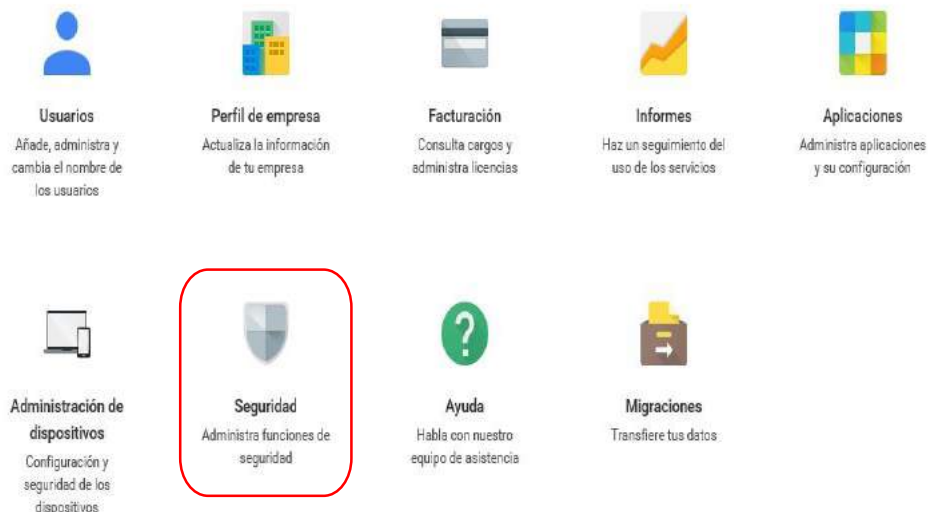 Usuarios
Añade, administra y
cambia el nombre de
los usuarios
Perfil de empresa
Actualiza la información
de tu empresa
Facturación
Consulta cargos y
administra licencias
Informes
Haz un seguimiento del
uso de los servicios
Aplicaciones
Administra aplicaciones
y su configuración
Administración de
dispositivos
Configuración y
seguridad de los
dispositivos
Seguridad
Administra funciones de
seguridad
Ayuda
Habla con nuestro
equipo de asistencia
Migraciones
Transfiere tus datos